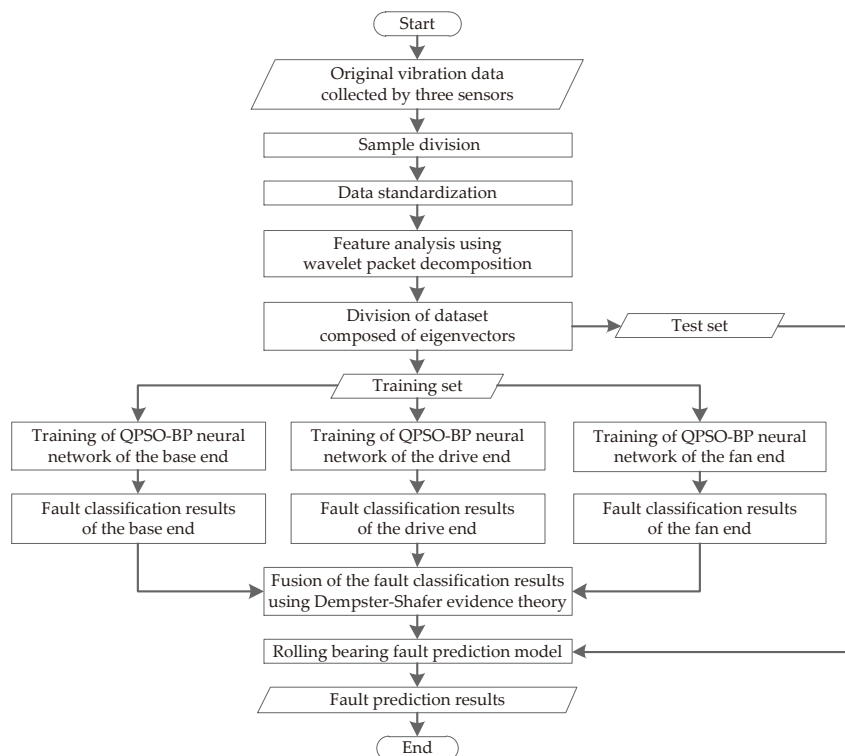 Start
Original vibration data
collected by three sensors
Sample division
Data standardization
Feature analysis using
wavelet packet decomposition
Division of dataset
composed of eigenvectors
Test set
Training set
Training of QPSO-BP neural
network of the base end
Training of QPSO-BP neural
network of the drive end
Training of QPSO-BP neural
network of the fan end
Fault classification results
of the base end
Fault classification results
of the drive end
Fault classification results
of the fan end
Fusion of the fault classification results
using Dempster-Shafer evidence theory
Rolling bearing fault prediction model
Fault prediction results
End